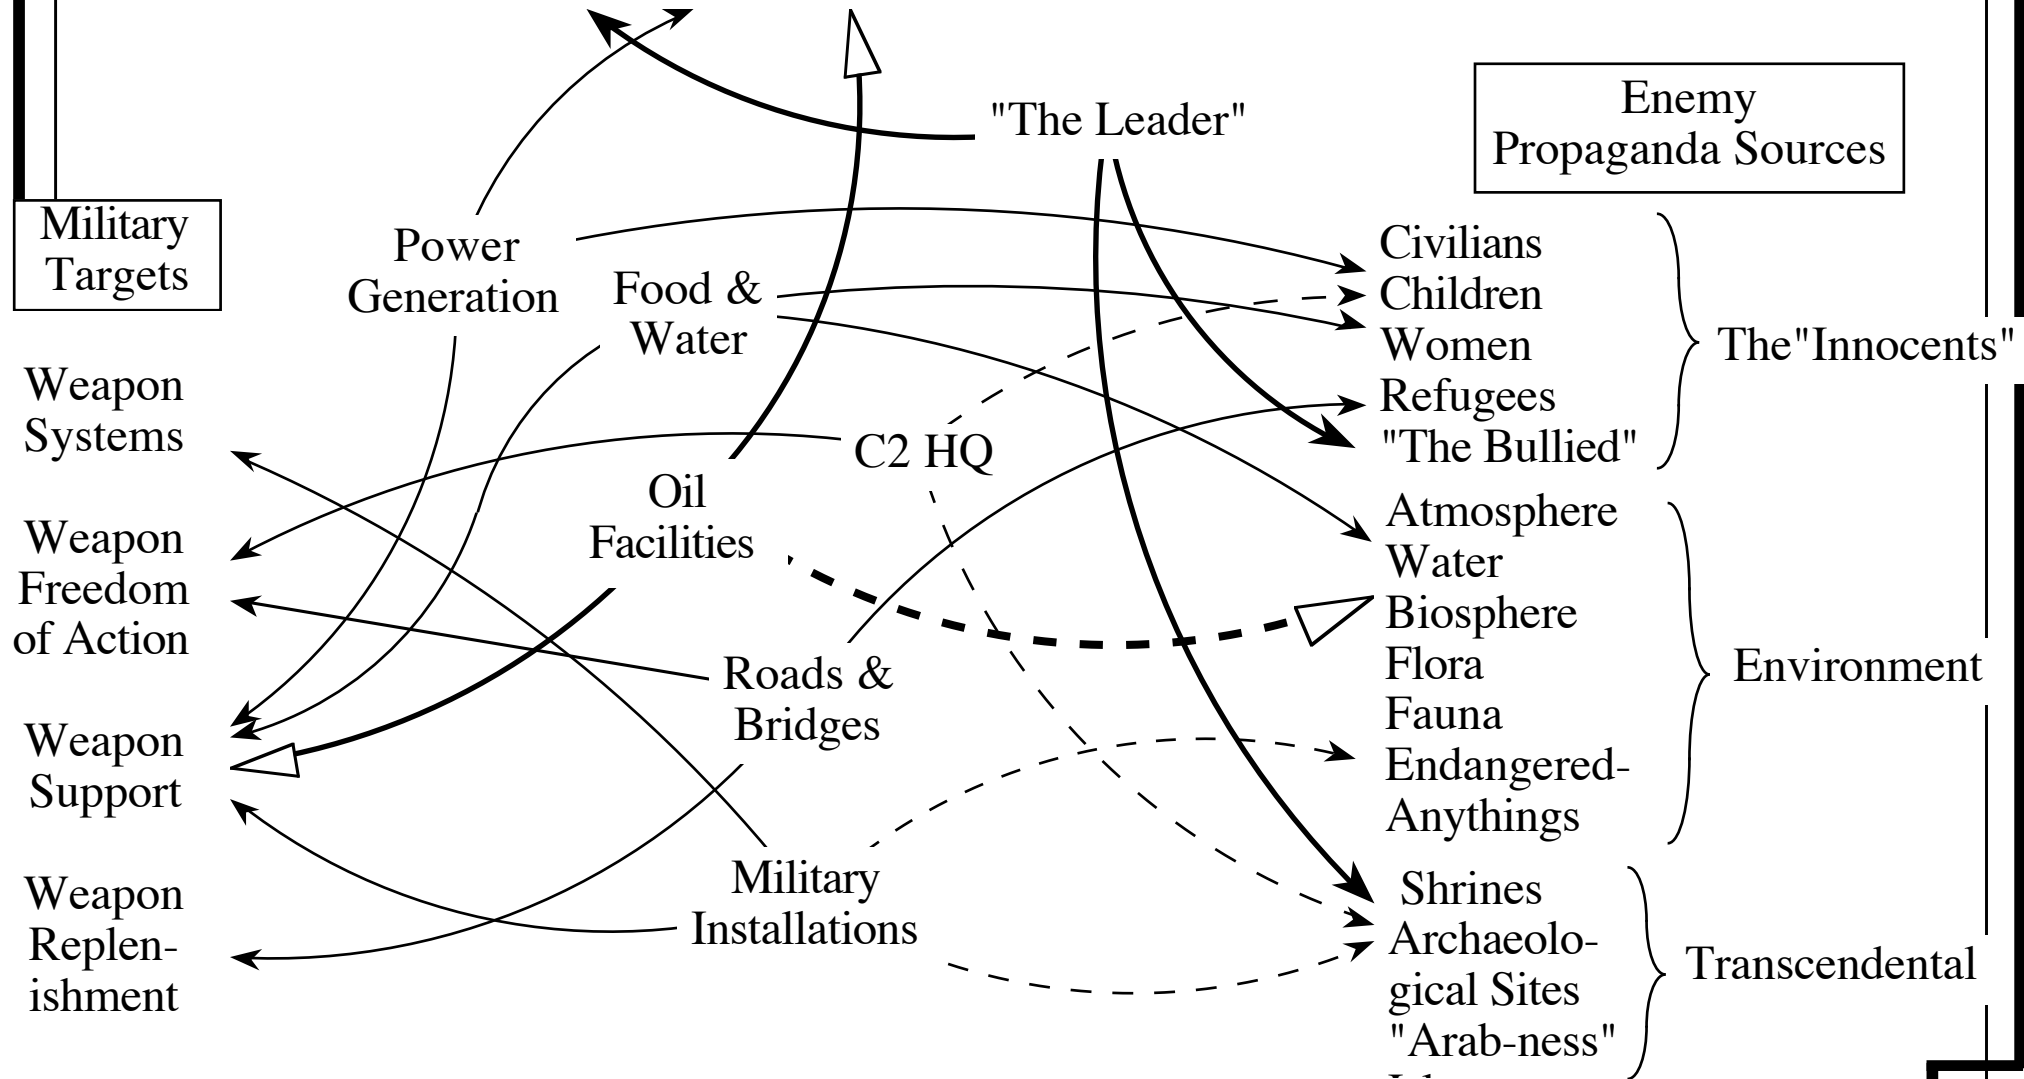 "The Leader"
Enemy
Propaganda Sources
Military
Targets
Power
Generation
Food &
Water
C2 HQ
Oil
Facilities
Roads &
Bridges
Military
Installations
Weapon
Systems
Weapon
Freedom
of Action
Weapon
Support
Weapon
Replen-
ishment
Civilians
Children
Women
Refugees
"The Bullied"
The"Innocents"
Atmosphere
Water
Biosphere
Flora
Fauna
Endangered-
Anythings
Environment
Shrines
Archaeolo-
gical Sites
"Arab-ness"
Transcendental